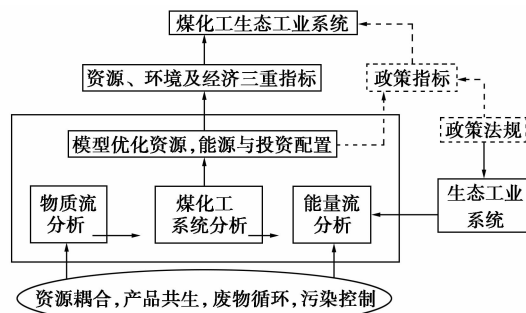 煤化工生态工业系统
资源、环境及经济三重指标
政策指标
政策法规
模型优化资源,能源与投资配置
物质流
分析
煤化工
系统分析
能量流
分析
生态工业
系统
资源耦合,产品共生,废物循环,污染控制